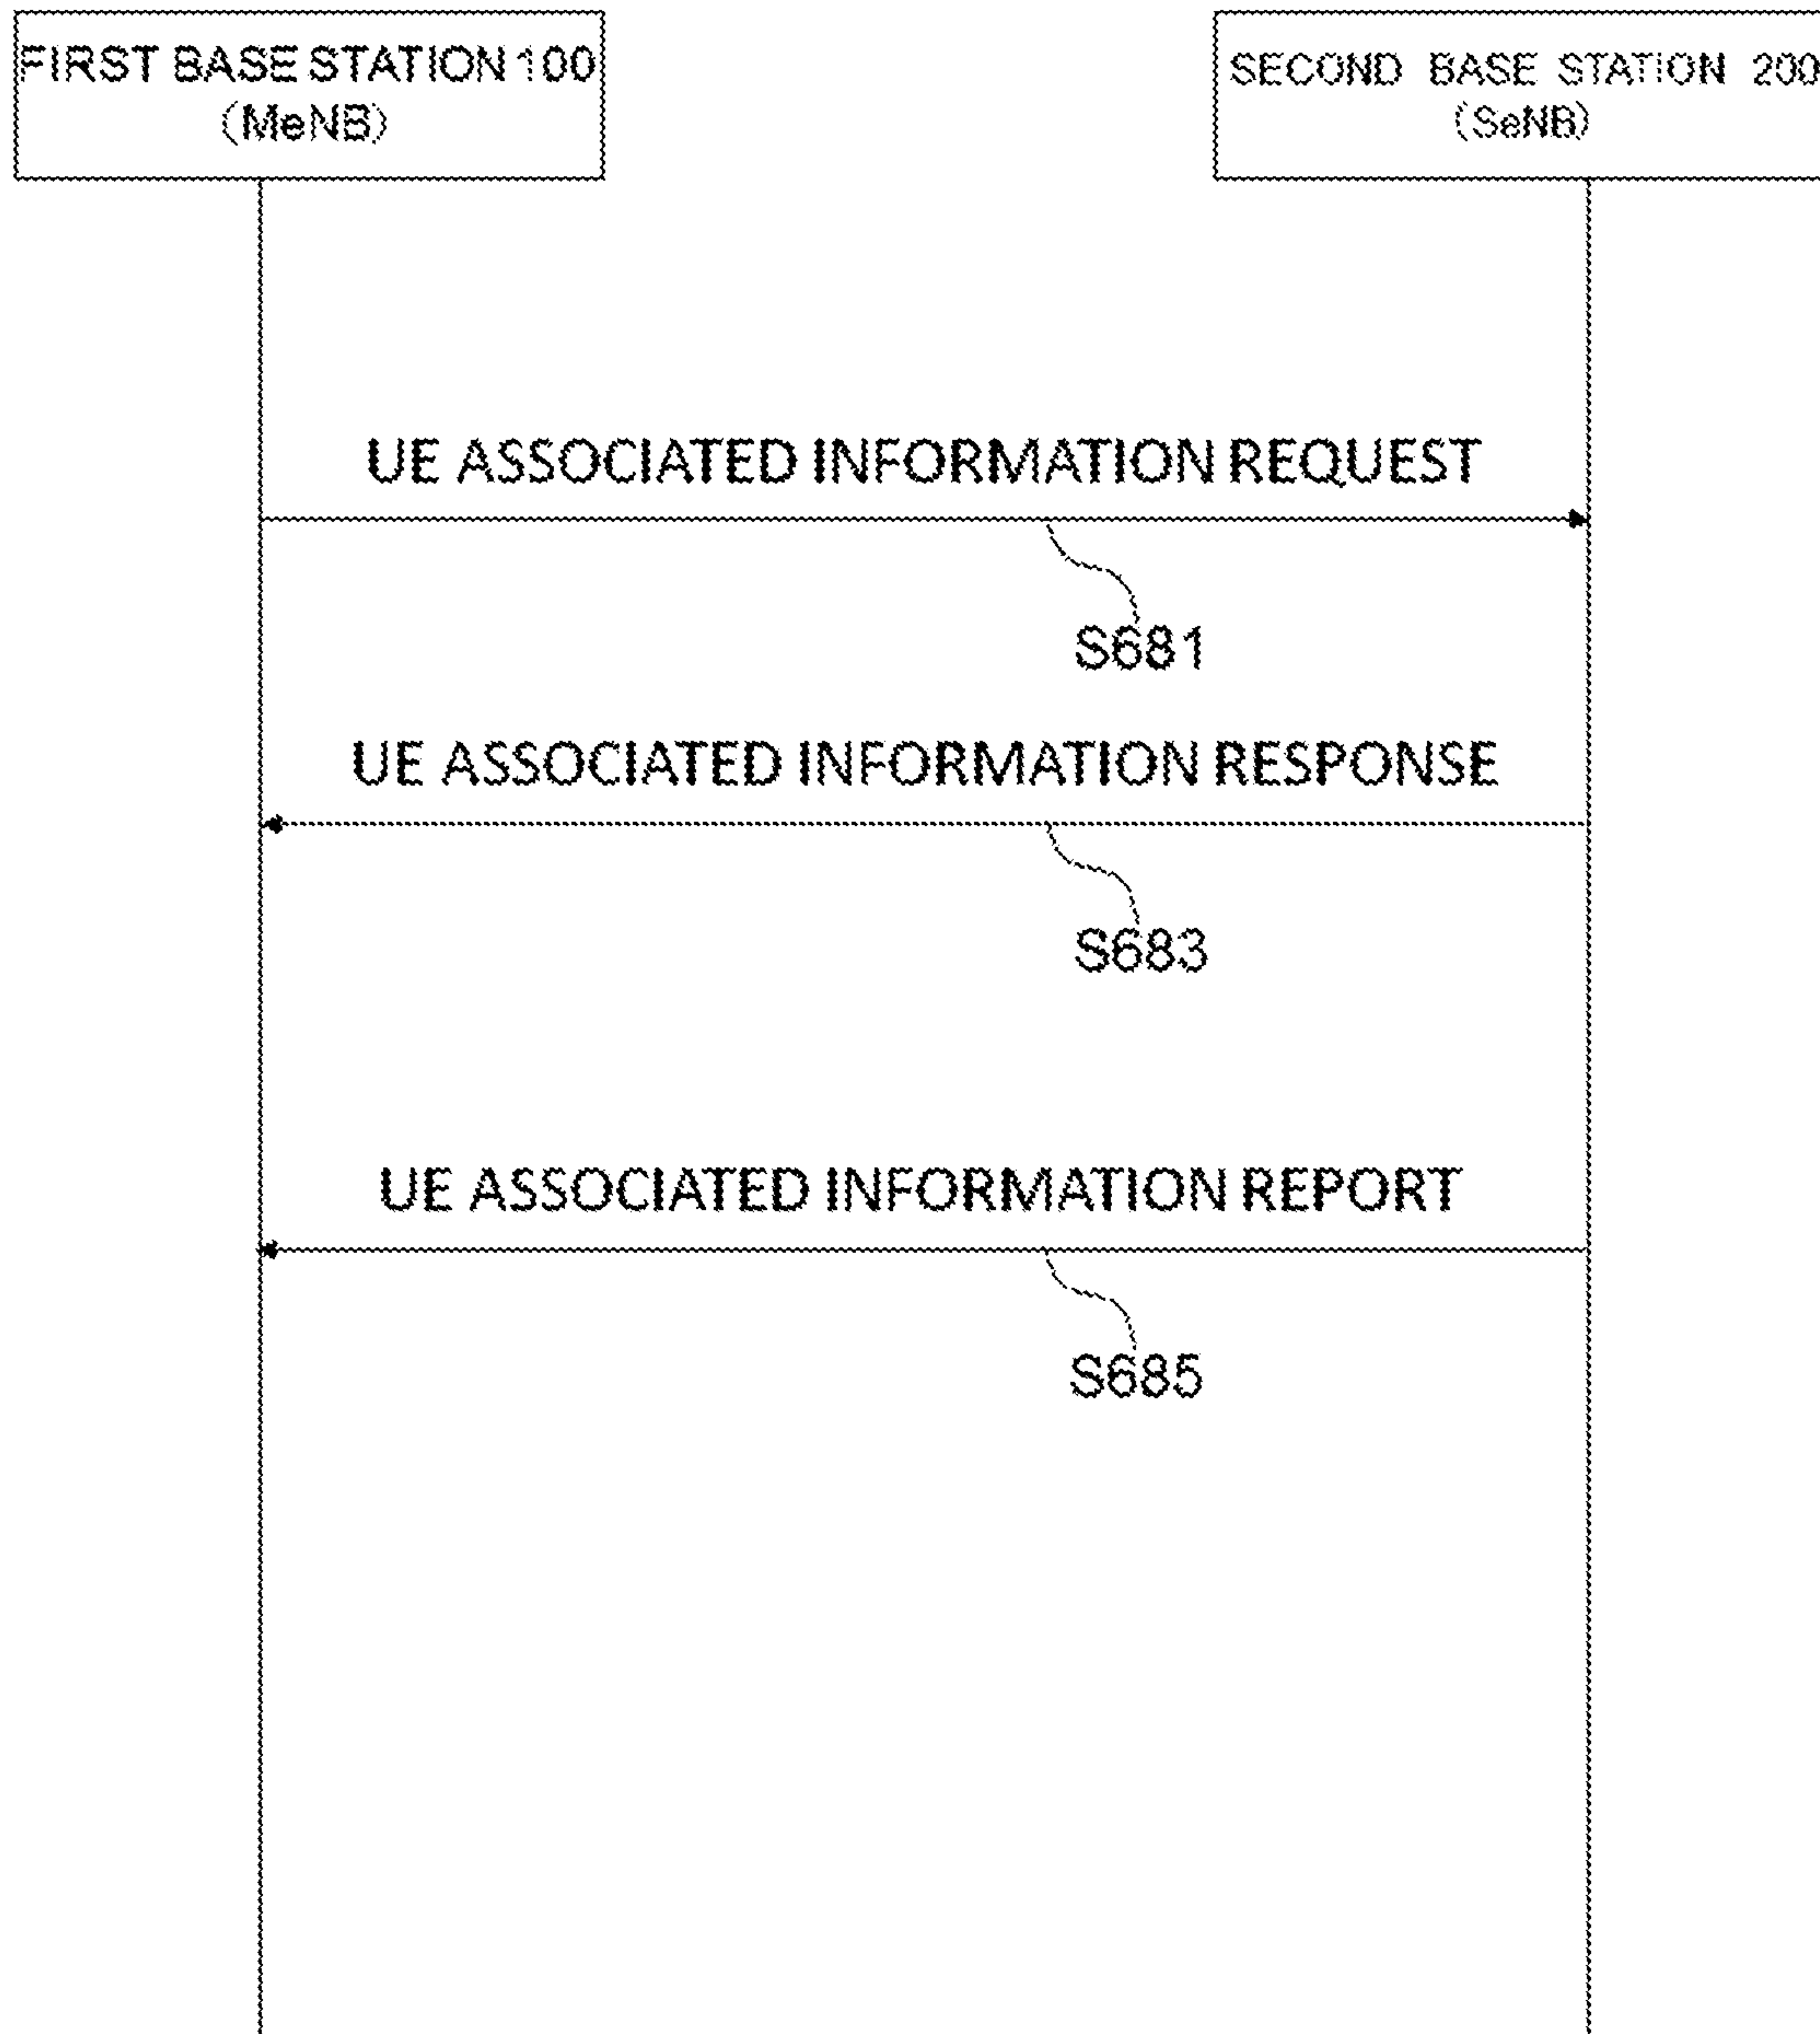 FIRST BASE STATION 100
(MeNB)
SECOND BASE STATION 200
(SeNB)
UE ASSOCIATED INFORMATION REQUEST
S681
UE ASSOCIATED INFORMATION RESPONSE
S683
UE ASSOCIATED INFORMATION REPORT
S685